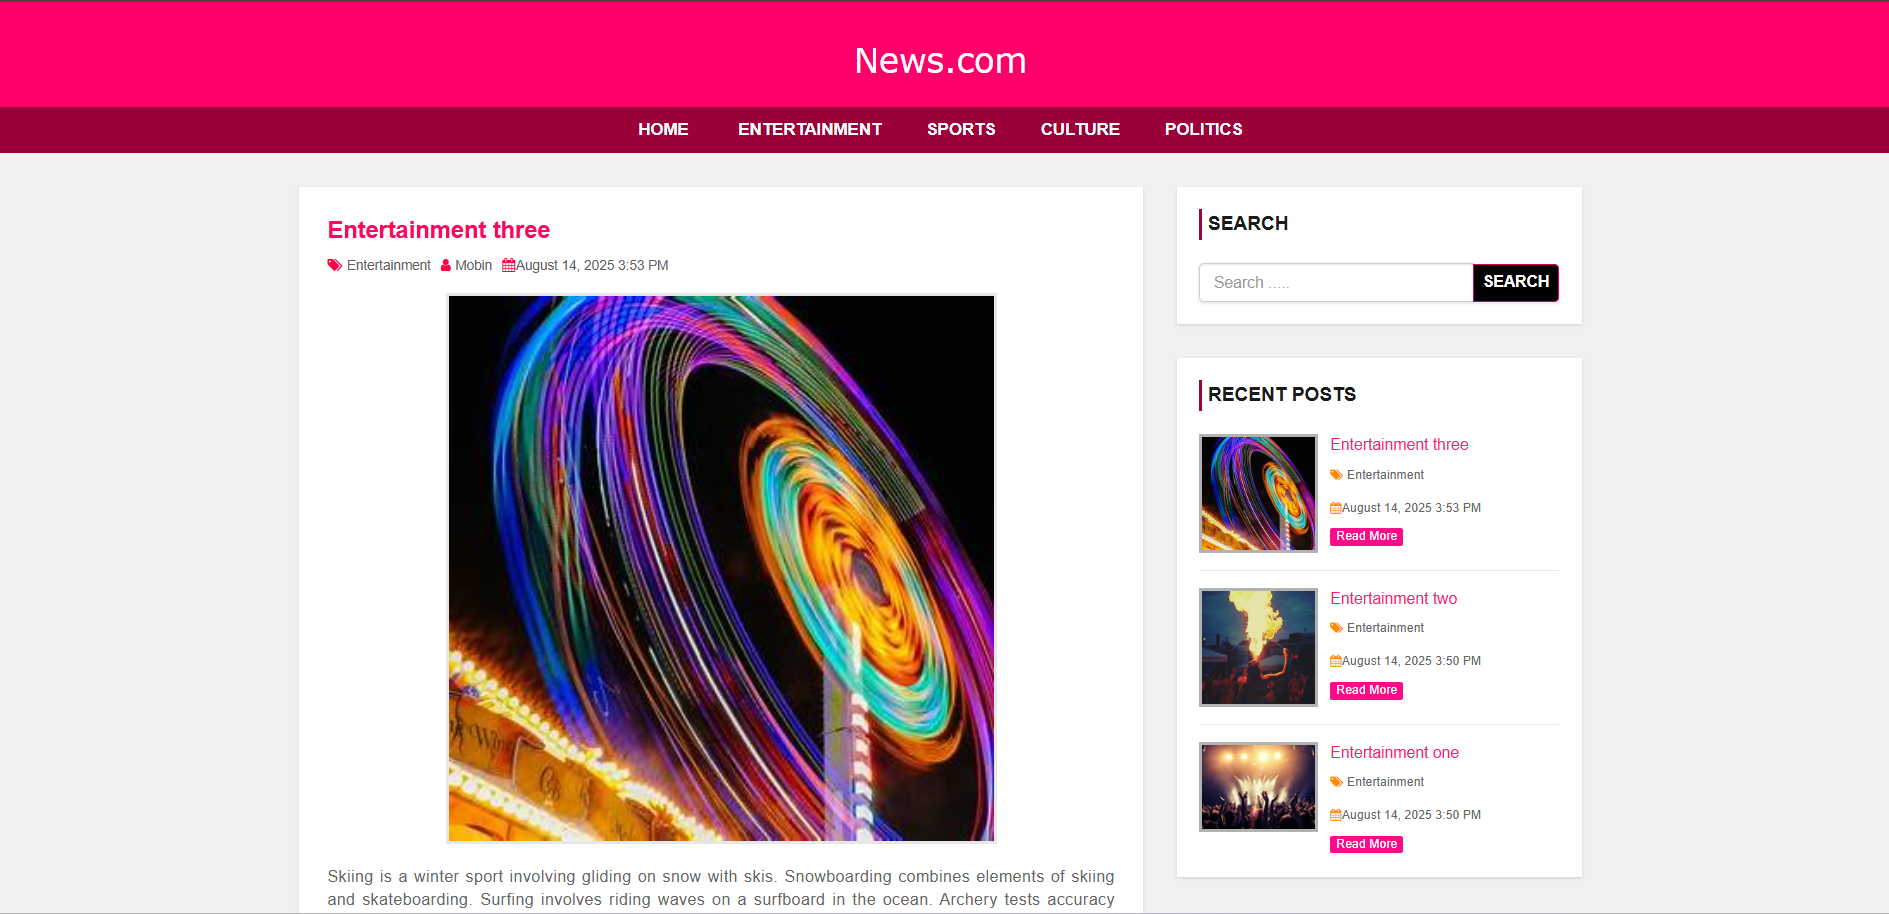 News.com
HOME ENTERTAINMENT SPORTS CULTURE POLITICS
Entertainment three
Entertainment Mobin August 14, 2025 3:53 PM
Skiing is a winter sport involving gliding on snow with skis. Snowboarding combines elements of skiing
and skateboarding. Surfing involves riding waves on a surfboard in the ocean. Archery tests accuracy
SEARCH
Search ..... SEARCH
RECENT POSTS
Entertainment three
Entertainment
August 14, 2025 3:53 PM
Read More
Entertainment two
Entertainment
August 14, 2025 3:50 PM
Read More
Entertainment one
Entertainment
August 14, 2025 3:50 PM
Read More